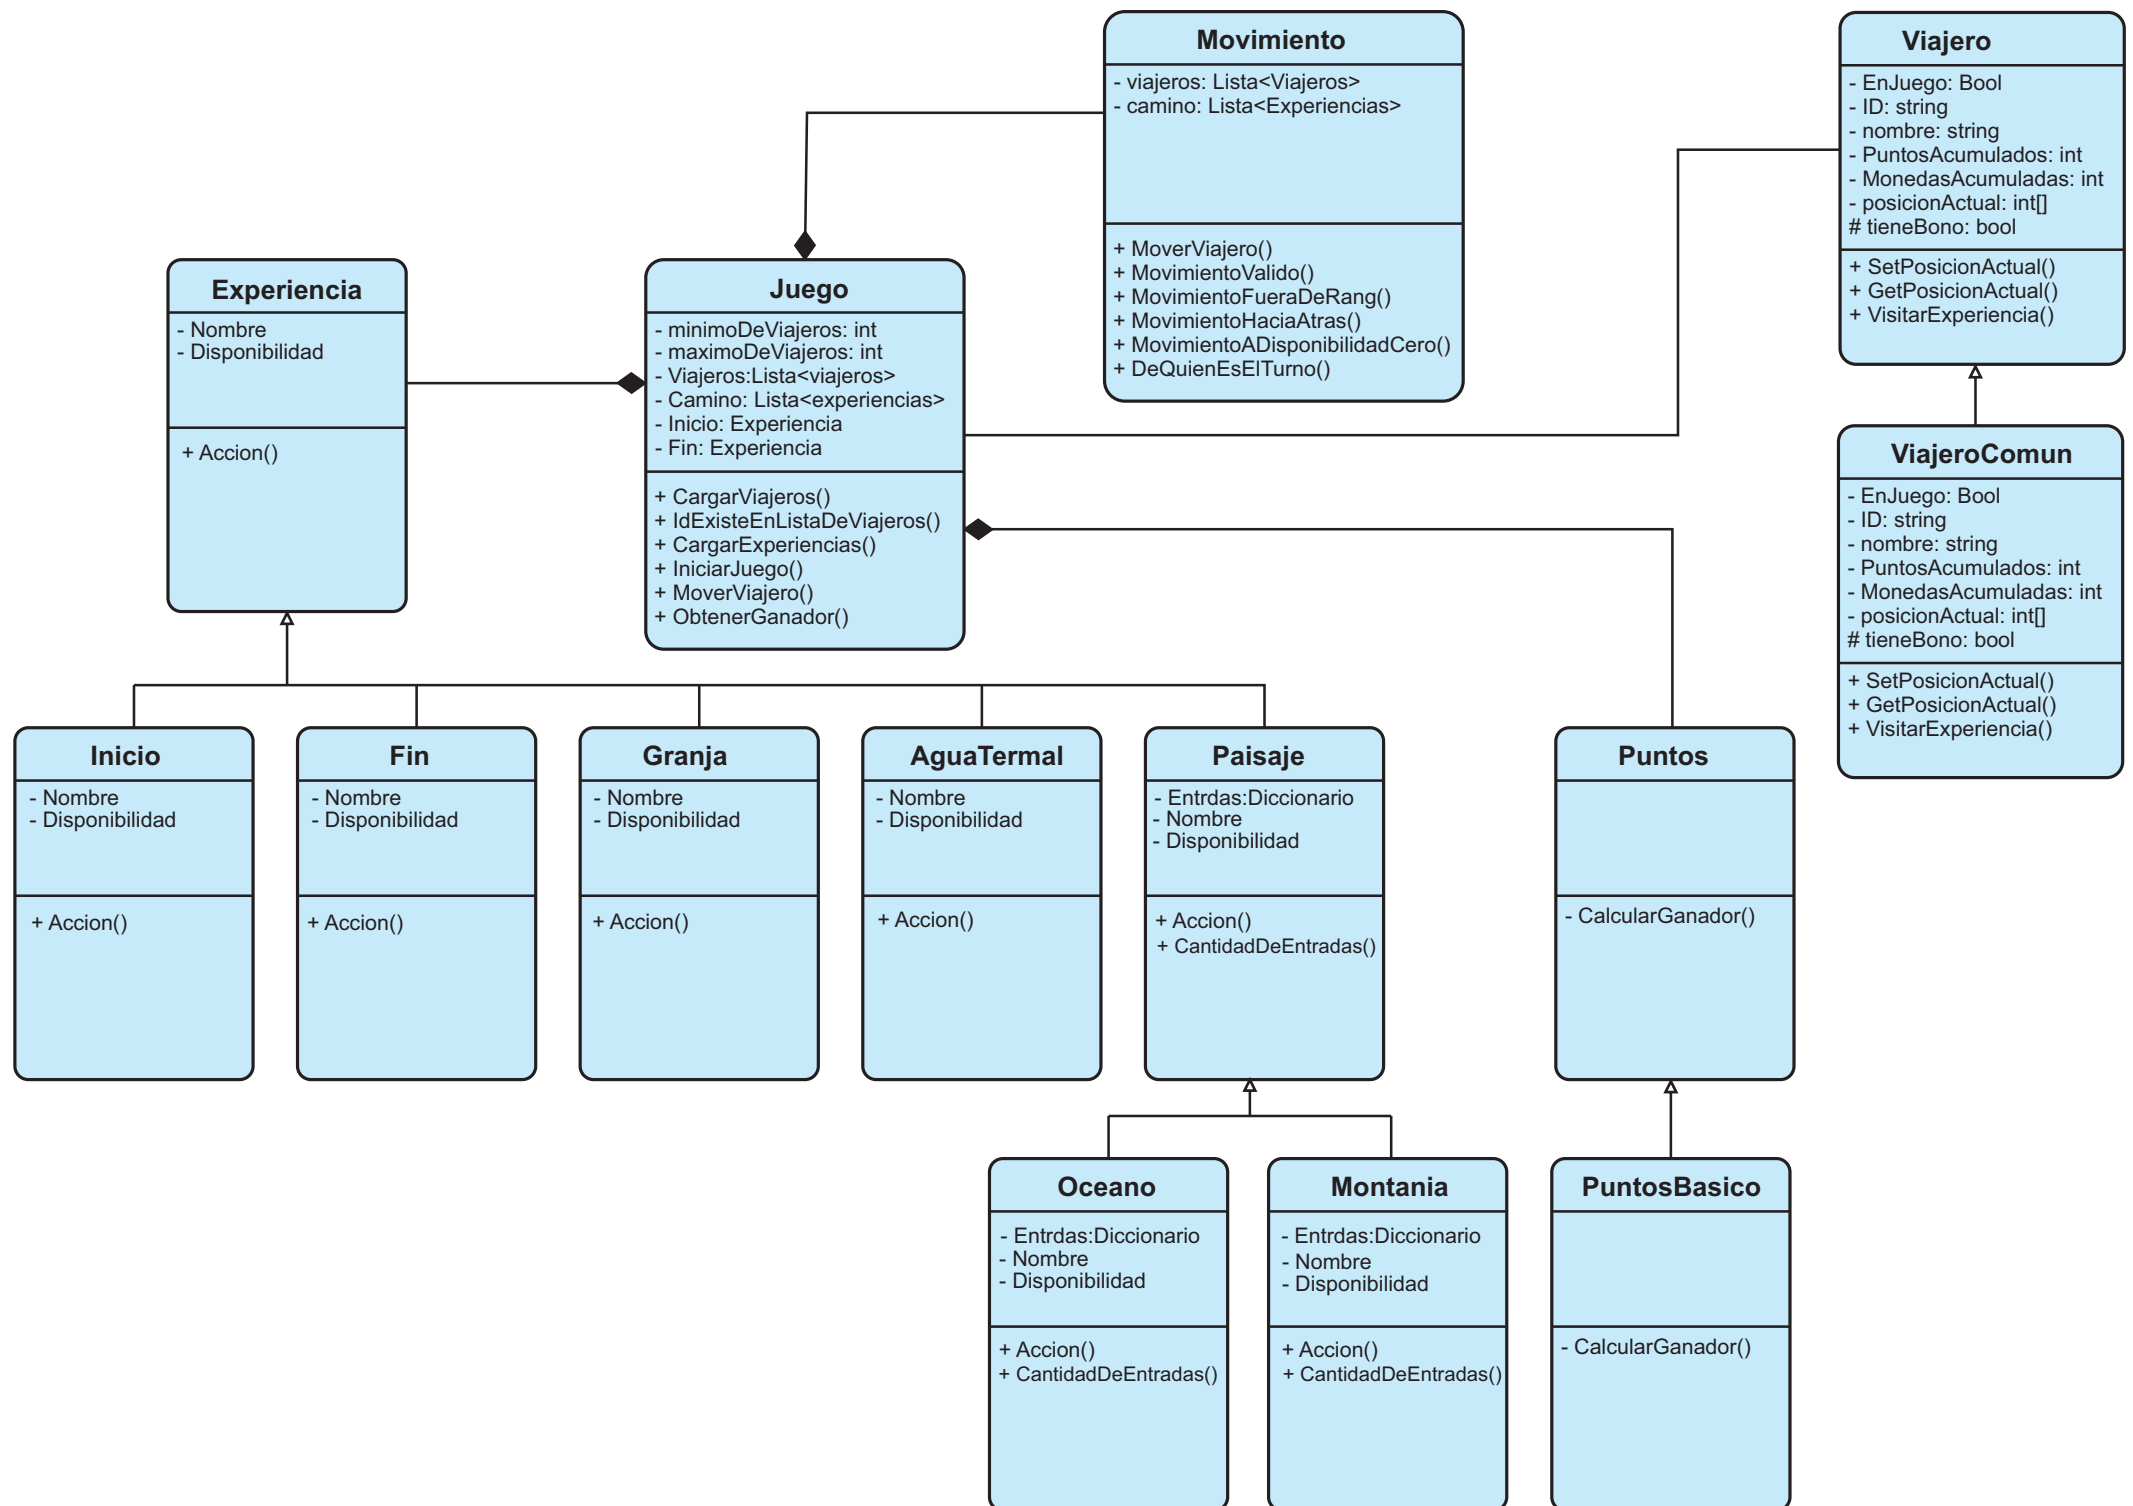 Movimiento
- viajeros: Lista<Viajeros>
- camino: Lista<Experiencias>
+ MoverViajero()
+ MovimientoValido()
+ MovimientoFueraDeRang()
+ MovimientoHaciaAtras()
+ MovimientoADisponibilidadCero()
+ DeQuienEsElTurno()
Viajero
- EnJuego: Bool
- ID: string
- nombre: string
- PuntosAcumulados: int
- MonedasAcumuladas: int
- posicionActual: int[]
# tieneBono: bool
+ SetPosicionActual()
+ GetPosicionActual()
+ VisitarExperiencia()
Experiencia
- Nombre
- Disponibilidad
+ Accion()
Juego
- minimoDeViajeros: int
- maximoDeViajeros: int
- Viajeros:Lista<viajeros>
- Camino: Lista<experiencias>
- Inicio: Experiencia
- Fin: Experiencia
+ CargarViajeros()
+ IdExisteEnListaDeViajeros()
+ CargarExperiencias()
+ IniciarJuego()
+ MoverViajero()
+ ObtenerGanador()
ViajeroComun
- EnJuego: Bool
- ID: string
- nombre: string
- PuntosAcumulados: int
- MonedasAcumuladas: int
- posicionActual: int[]
# tieneBono: bool
+ SetPosicionActual()
+ GetPosicionActual()
+ VisitarExperiencia()
Inicio
- Nombre
- Disponibilidad
+ Accion()
Fin
- Nombre
- Disponibilidad
+ Accion()
Granja
- Nombre
- Disponibilidad
+ Accion()
AguaTermal
- Nombre
- Disponibilidad
+ Accion()
Paisaje
- Entrdas:Diccionario
- Nombre
- Disponibilidad
+ Accion()
+ CantidadDeEntradas()
Puntos
- CalcularGanador()
Oceano
- Entrdas:Diccionario
- Nombre
- Disponibilidad
+ Accion()
+ CantidadDeEntradas()
Montania
- Entrdas:Diccionario
- Nombre
- Disponibilidad
+ Accion()
+ CantidadDeEntradas()
PuntosBasico
- CalcularGanador()